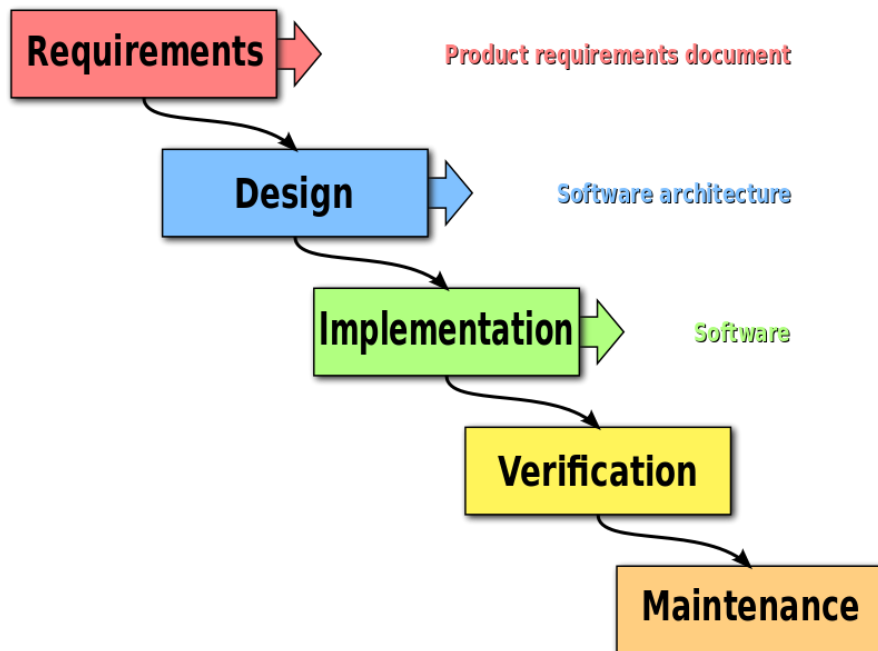 Requirements
Product requirements document
Design
Software architecture
Implementation
Software
Verification
Maintenance